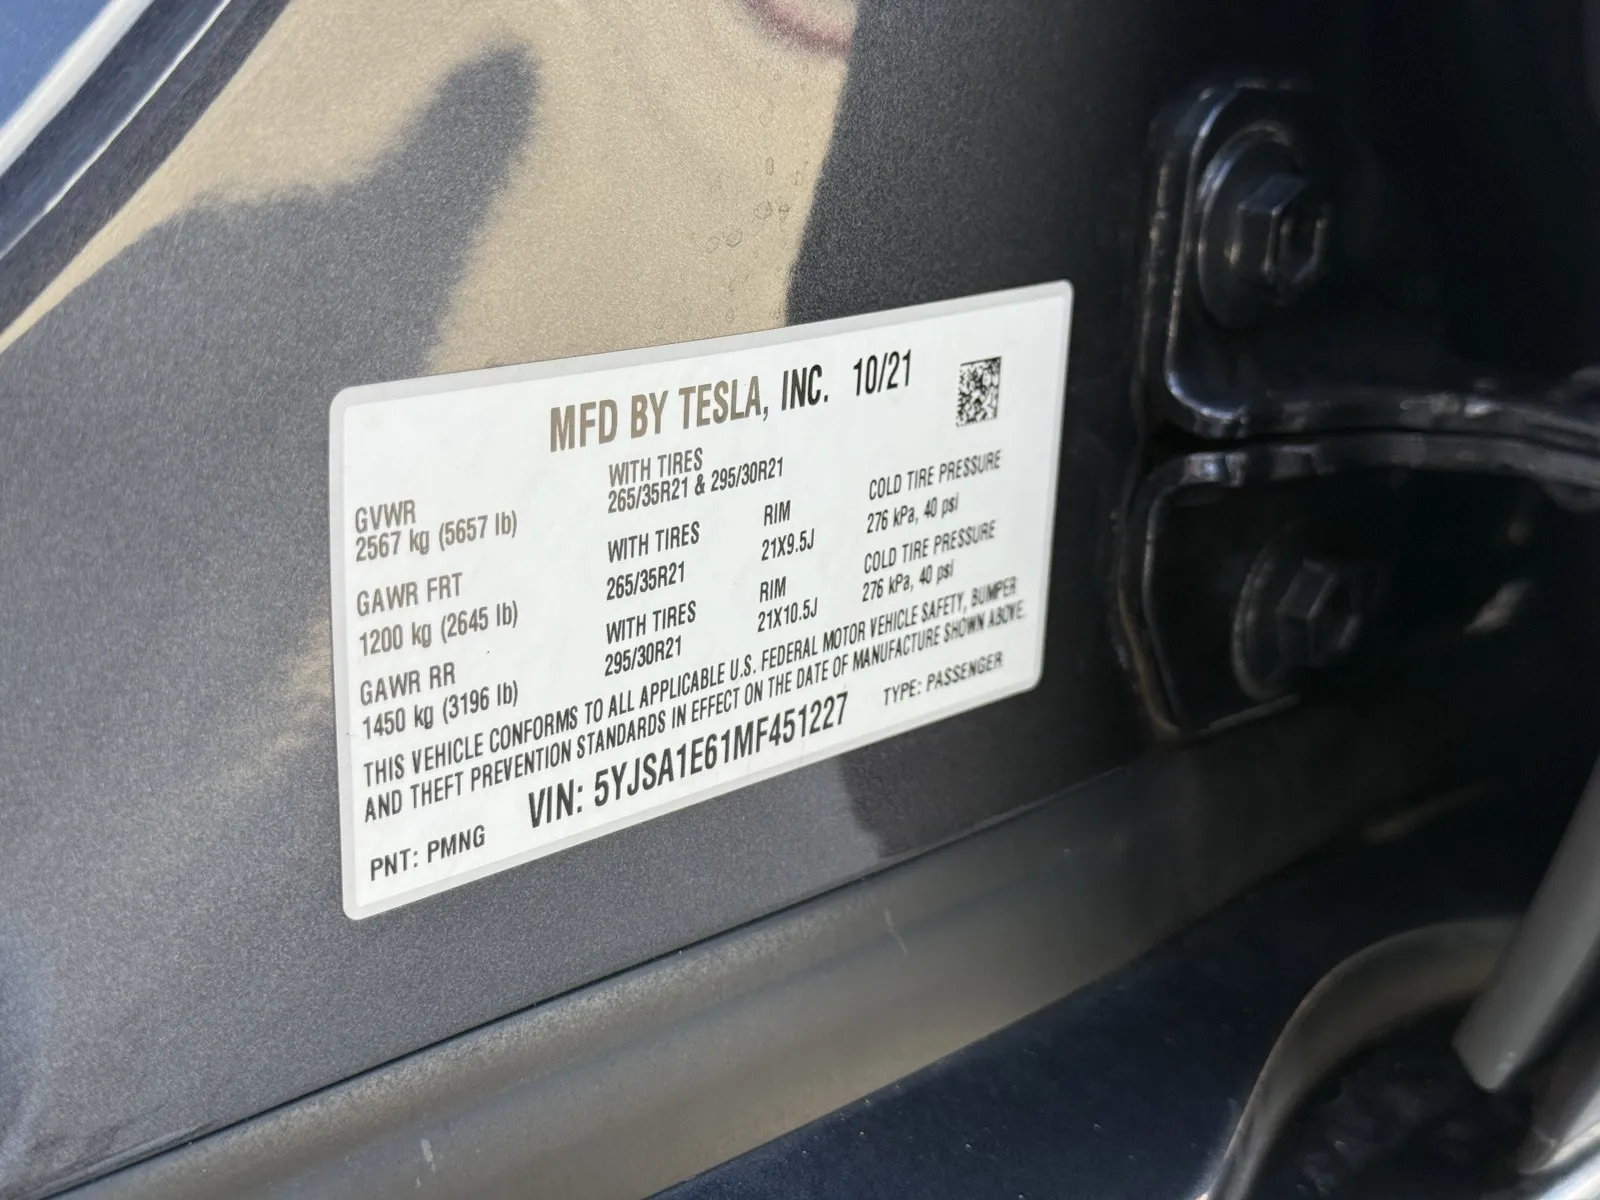 MFD BY TESLA, INC. 10/21
GVWR
2567 kg (5657 lb)
WITH TIRES
265/35R21 & 295/30R21
GAWR FRT
1200 kg (2645 lb)
WITH TIRES
265/35R21
RIM
21X9.5J
COLD TIRE PRESSURE
276 kPa, 40 psi
GAWR RR
1450 kg (3196 lb)
WITH TIRES
295/30R21
RIM
21X10.5J
COLD TIRE PRESSURE
276 kPa, 40 psi
THIS VEHICLE CONFORMS TO ALL APPLICABLE U.S. FEDERAL MOTOR VEHICLE SAFETY, BUMPER
AND THEFT PREVENTION STANDARDS IN EFFECT ON THE DATE OF MANUFACTURE SHOWN ABOVE.
VIN: 5YJSA1E61MF451227
TYPE: PASSENGER
PNT: PMNG